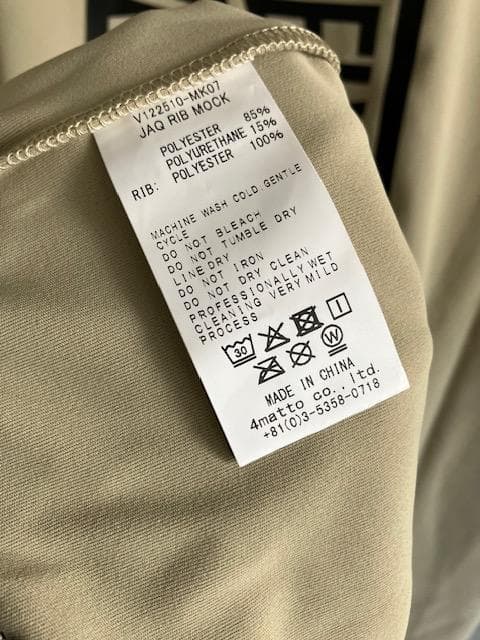 V122510-MK07
JAQ RIB MOCK
POLYESTER 85%
POLYURETHANE 15%
RIB: POLYESTER 100%
MACHINE WASH COLD.GENTLE
CYCLE
DO NOT BLEACH
DO NOT TUMBLE DRY
LINE DRY
DO NOT IRON
DO NOT DRY CLEAN
PROFESSIONALLY WET
CLEANING VERY MILD
PROCESS
30
W
MADE IN CHINA
4matto co.,ltd.
+81(0)3-5358-0718